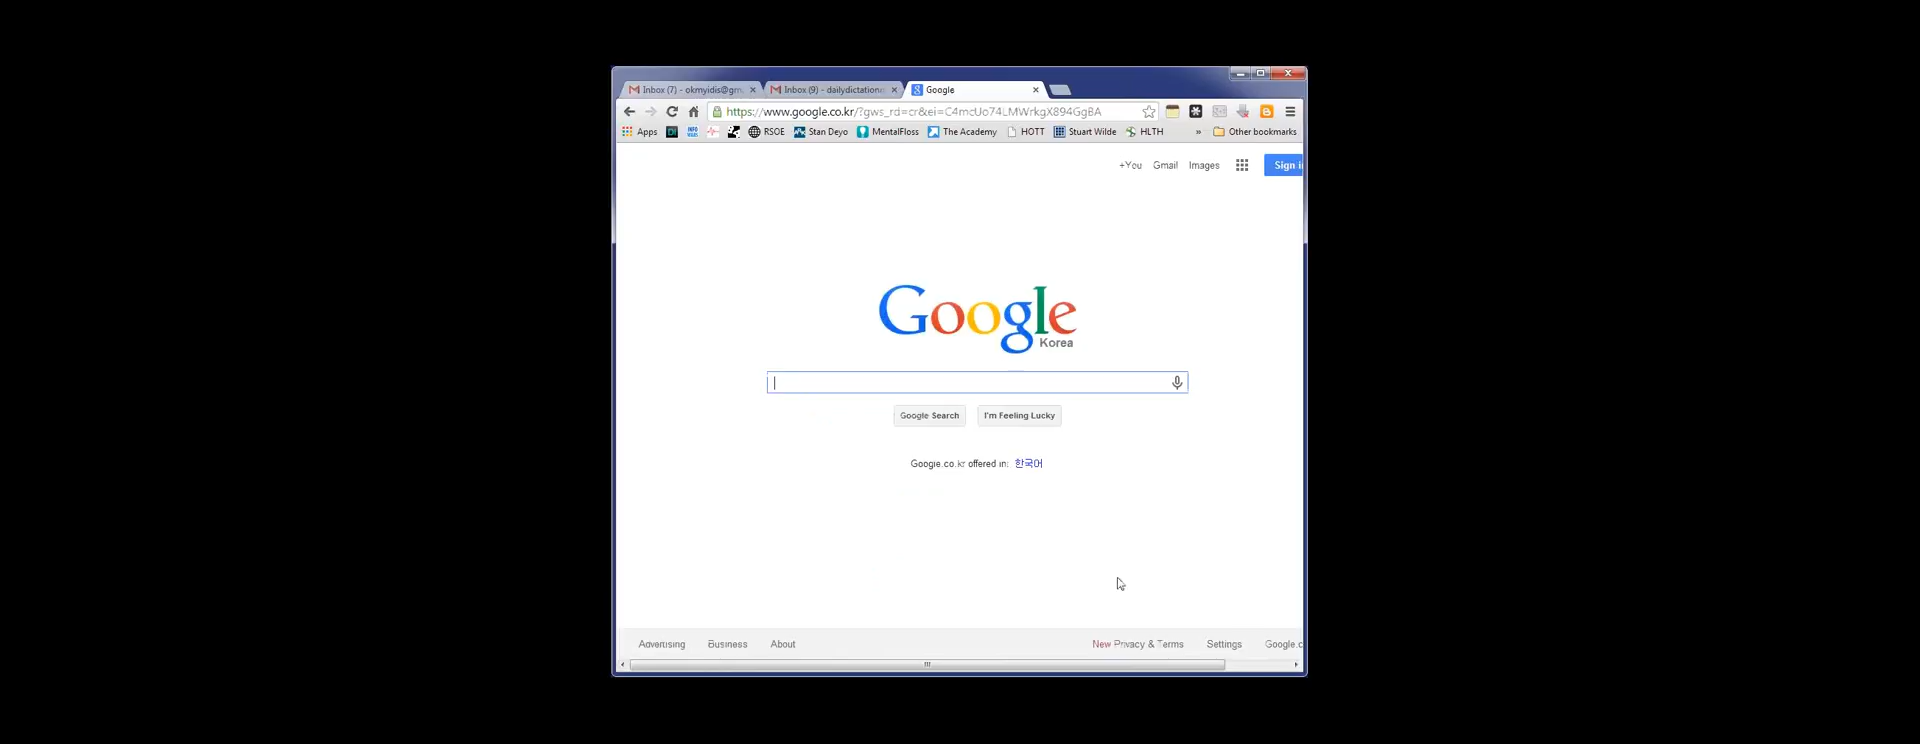 Inbox (7) - okmyidis@gm
Inbox (9) - dailydictation
Google
https://www.google.co.kr/?gws_rd=cr&ei=C4mcUo74LMWrkgX894GgBA
Apps
RSOE
Stan Deyo
MentalFloss
The Academy
HOTT
Stuart Wilde
HLTH
»
Other bookmarks
+You Gmail Images Sign i
Google
Korea
Google Search I'm Feeling Lucky
Google.co.kr offered in: 한국어
Advertising Business About New Privacy & Terms Settings Google.c